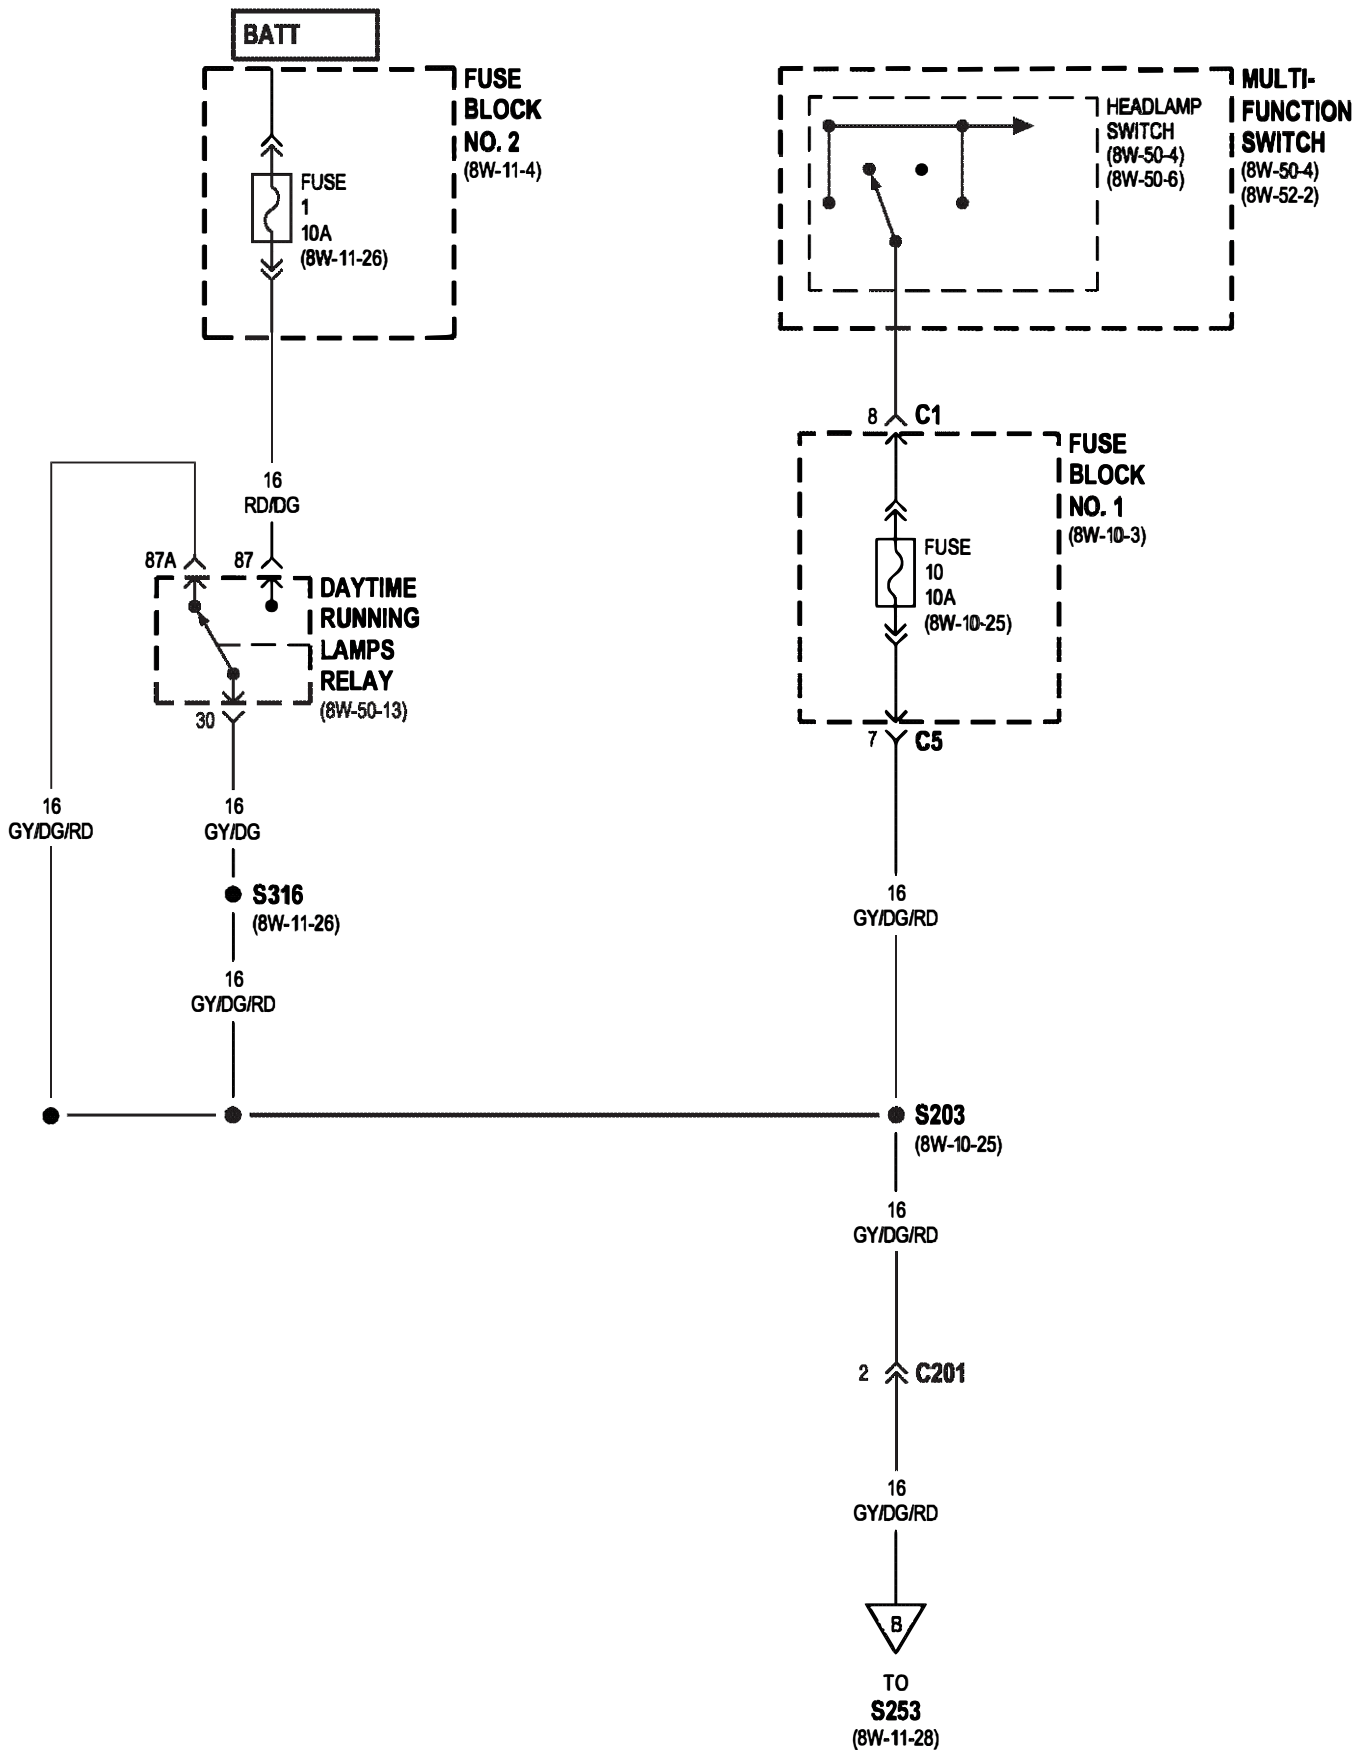 BATT
FUSE
BLOCK
NO. 2
(8W-11-4)
FUSE
1
10A
(8W-11-26)
MULTI-
FUNCTION
SWITCH
(8W-50-4)
(8W-52-2)
HEADLAMP
SWITCH
(8W-50-4)
(8W-50-6)
16
RD/DG
8
C1
FUSE
BLOCK
NO. 1
(8W-10-3)
FUSE
10
10A
(8W-10-25)
87A
87
DAYTIME
RUNNING
LAMPS
RELAY
(8W-50-13)
30
7
C5
16
GY/DG/RD
16
GY/DG
S316
(8W-11-26)
16
GY/DG/RD
16
GY/DG/RD
S203
(8W-10-25)
16
GY/DG/RD
2
C201
16
GY/DG/RD
B
TO
S253
(8W-11-28)